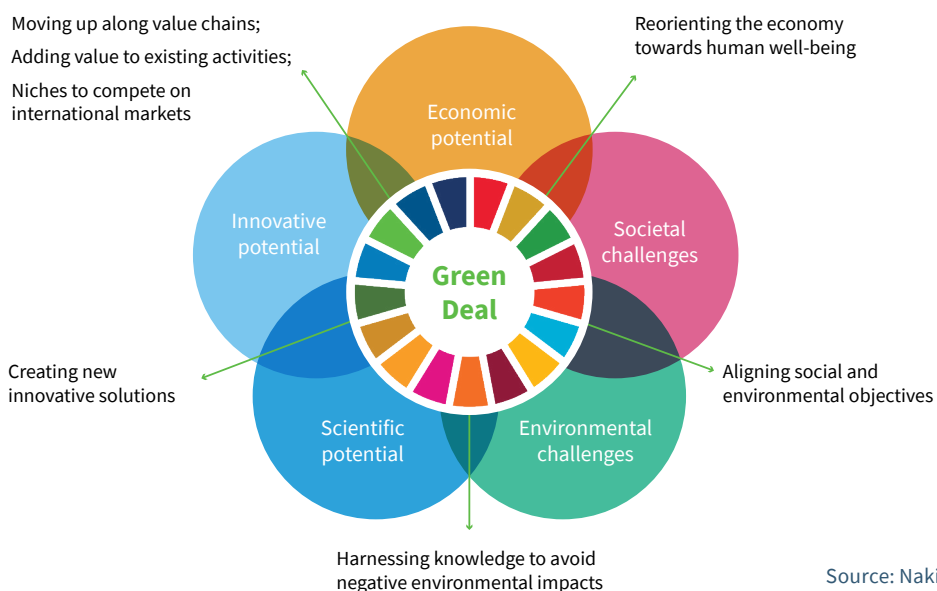 Moving up along value chains;
Adding value to existing activities;
Niches to compete on
international markets
Reorienting the economy
towards human well-being
Economic
potential
Innovative
potential
Societal
challenges
Green
Deal
Creating new
innovative solutions
Aligning social and
environmental objectives
Scientific
potential
Environmental
challenges
Harnessing knowledge to avoid
negative environmental impacts
Source: Naki